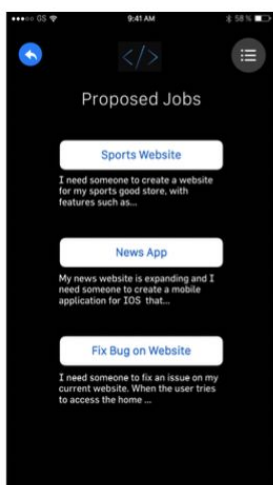 GS 9:41 AM 58 %
</>
Proposed Jobs
Sports Website
I need someone to create a website
for my sports good store, with
features such as...
News App
My news website is expanding and I
need someone to create a mobile
application for IOS that...
Fix Bug on Website
I need someone to fix an issue on my
current website. When the user tries
to access the home ...